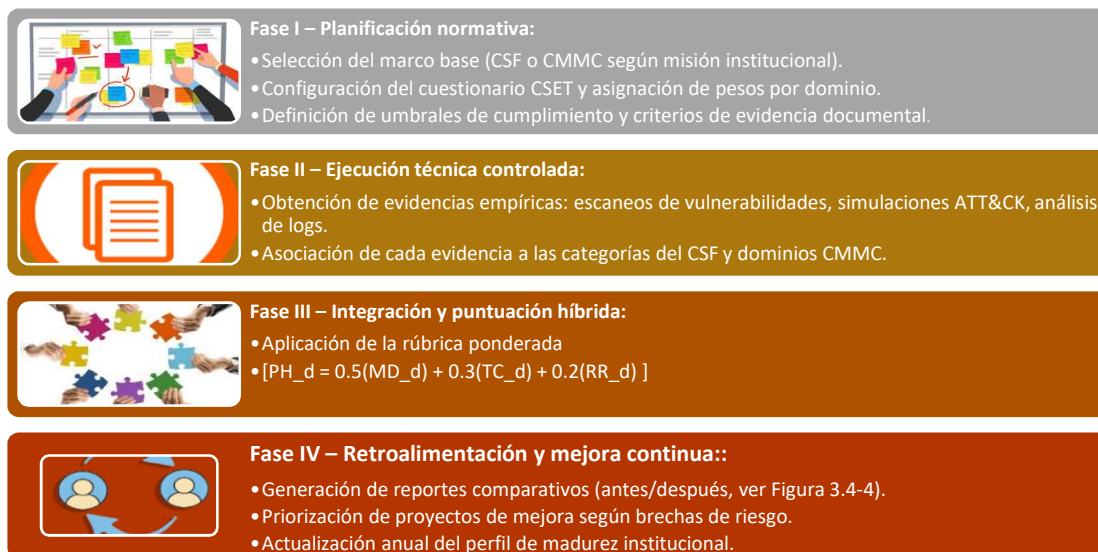 Fase I – Planificación normativa:
•Selección del marco base (CSF o CMMC según misión institucional).
•Configuración del cuestionario CSET y asignación de pesos por dominio.
•Definición de umbrales de cumplimiento y criterios de evidencia documental.
Fase II – Ejecución técnica controlada:
•Obtención de evidencias empíricas: escaneos de vulnerabilidades, simulaciones ATT&CK, análisis
de logs.
•Asociación de cada evidencia a las categorías del CSF y dominios CMMC.
Fase III – Integración y puntuación híbrida:
•Aplicación de la rúbrica ponderada
•[PH_d = 0.5(MD_d) + 0.3(TC_d) + 0.2(RR_d) ]
Fase IV – Retroalimentación y mejora continua::
•Generación de reportes comparativos (antes/después, ver Figura 3.4-4).
•Priorización de proyectos de mejora según brechas de riesgo.
•Actualización anual del perfil de madurez institucional.